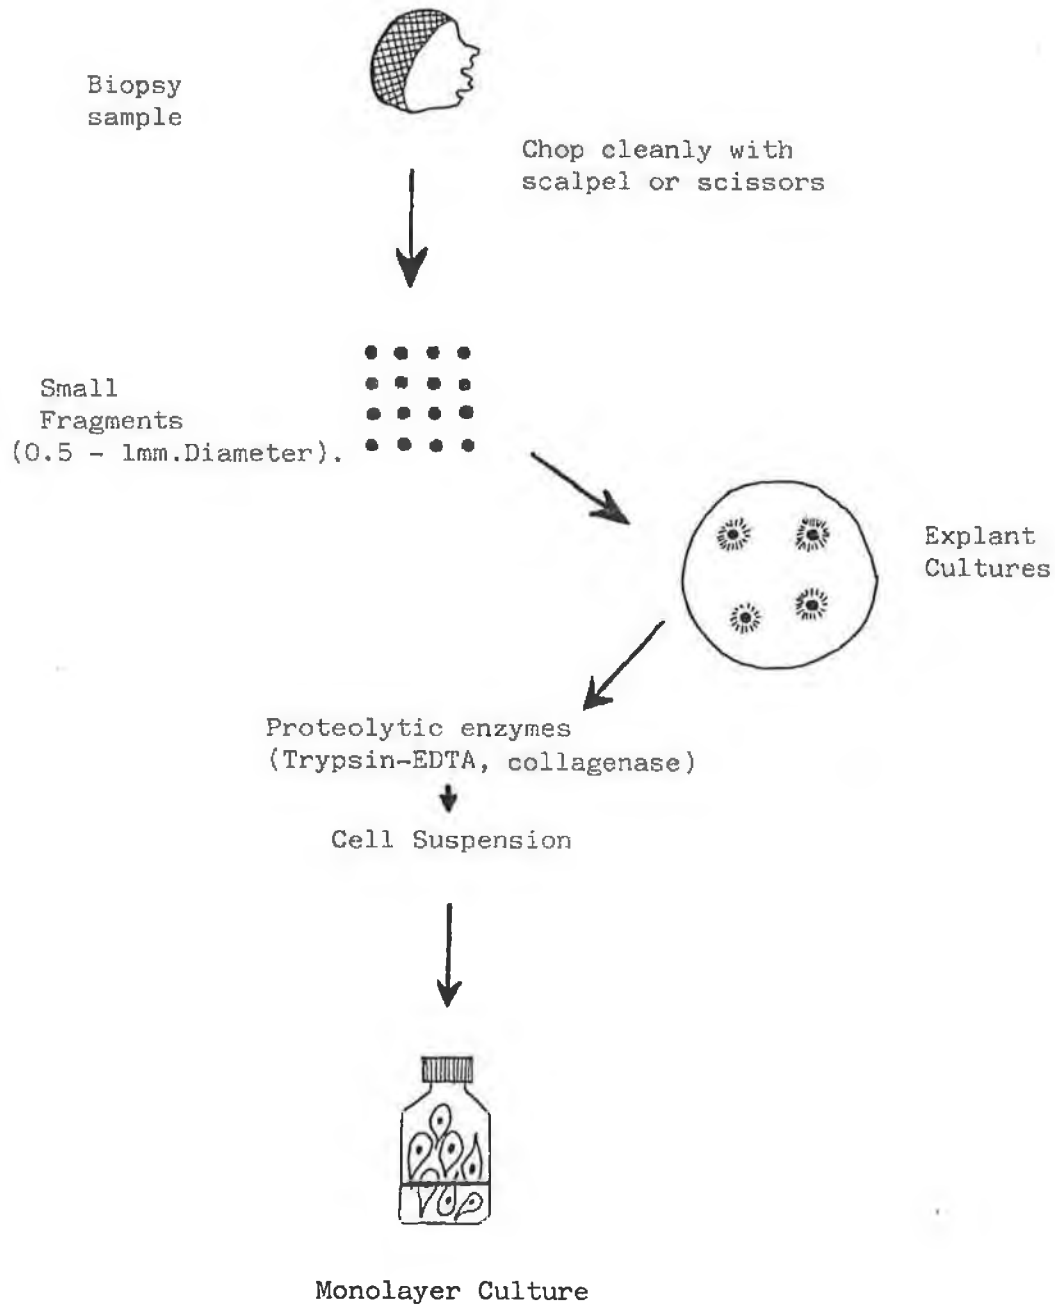 Biopsy
sample
Chop cleanly with
scalpel or scissors
Small
Fragments
(0.5 - 1mm.Diameter).
Explant
Cultures
Proteolytic enzymes
(Trypsin-EDTA, collagenase)
Cell Suspension
Monolayer Culture